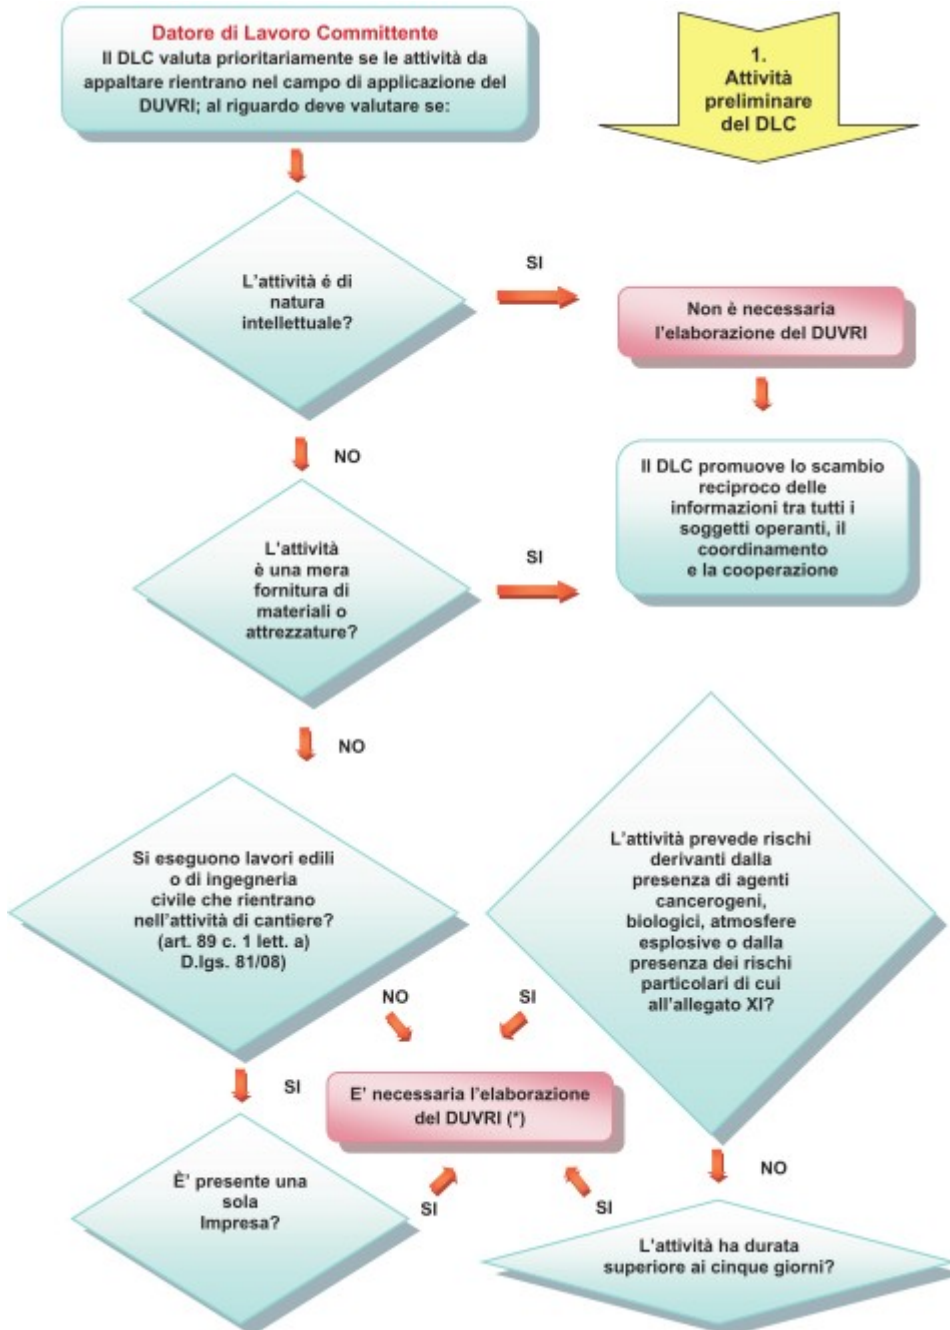 Datore di Lavoro Committente
Il DLC valuta prioritariamente se le attività da
appaltare rientrano nel campo di applicazione del
DUVRI; al riguardo deve valutare se:
1.
Attività
preliminare
del DLC
L'attività é di
natura
intellettuale?
SI
Non è necessaria
l'elaborazione del DUVRI
NO
Il DLC promuove lo scambio
reciproco delle
informazioni tra tutti i
soggetti operanti, il
coordinamento
e la cooperazione
L'attività
è una mera
fornitura di
materiali o
attrezzature?
SI
NO
Si eseguono lavori edili
o di ingegneria
civile che rientrano
nell'attività di cantiere?
(art. 89 c. 1 lett. a)
D.lgs. 81/08)
L'attività prevede rischi
derivanti dalla
presenza di agenti
cancerogeni,
biologici, atmosfere
esplosive o dalla
presenza dei rischi
particolari di cui
all'allegato XI?
NO
SI
SI
E' necessaria l'elaborazione
del DUVRI (*)
È' presente una
sola
Impresa?
SI
SI
NO
L'attività ha durata
superiore ai cinque giorni?